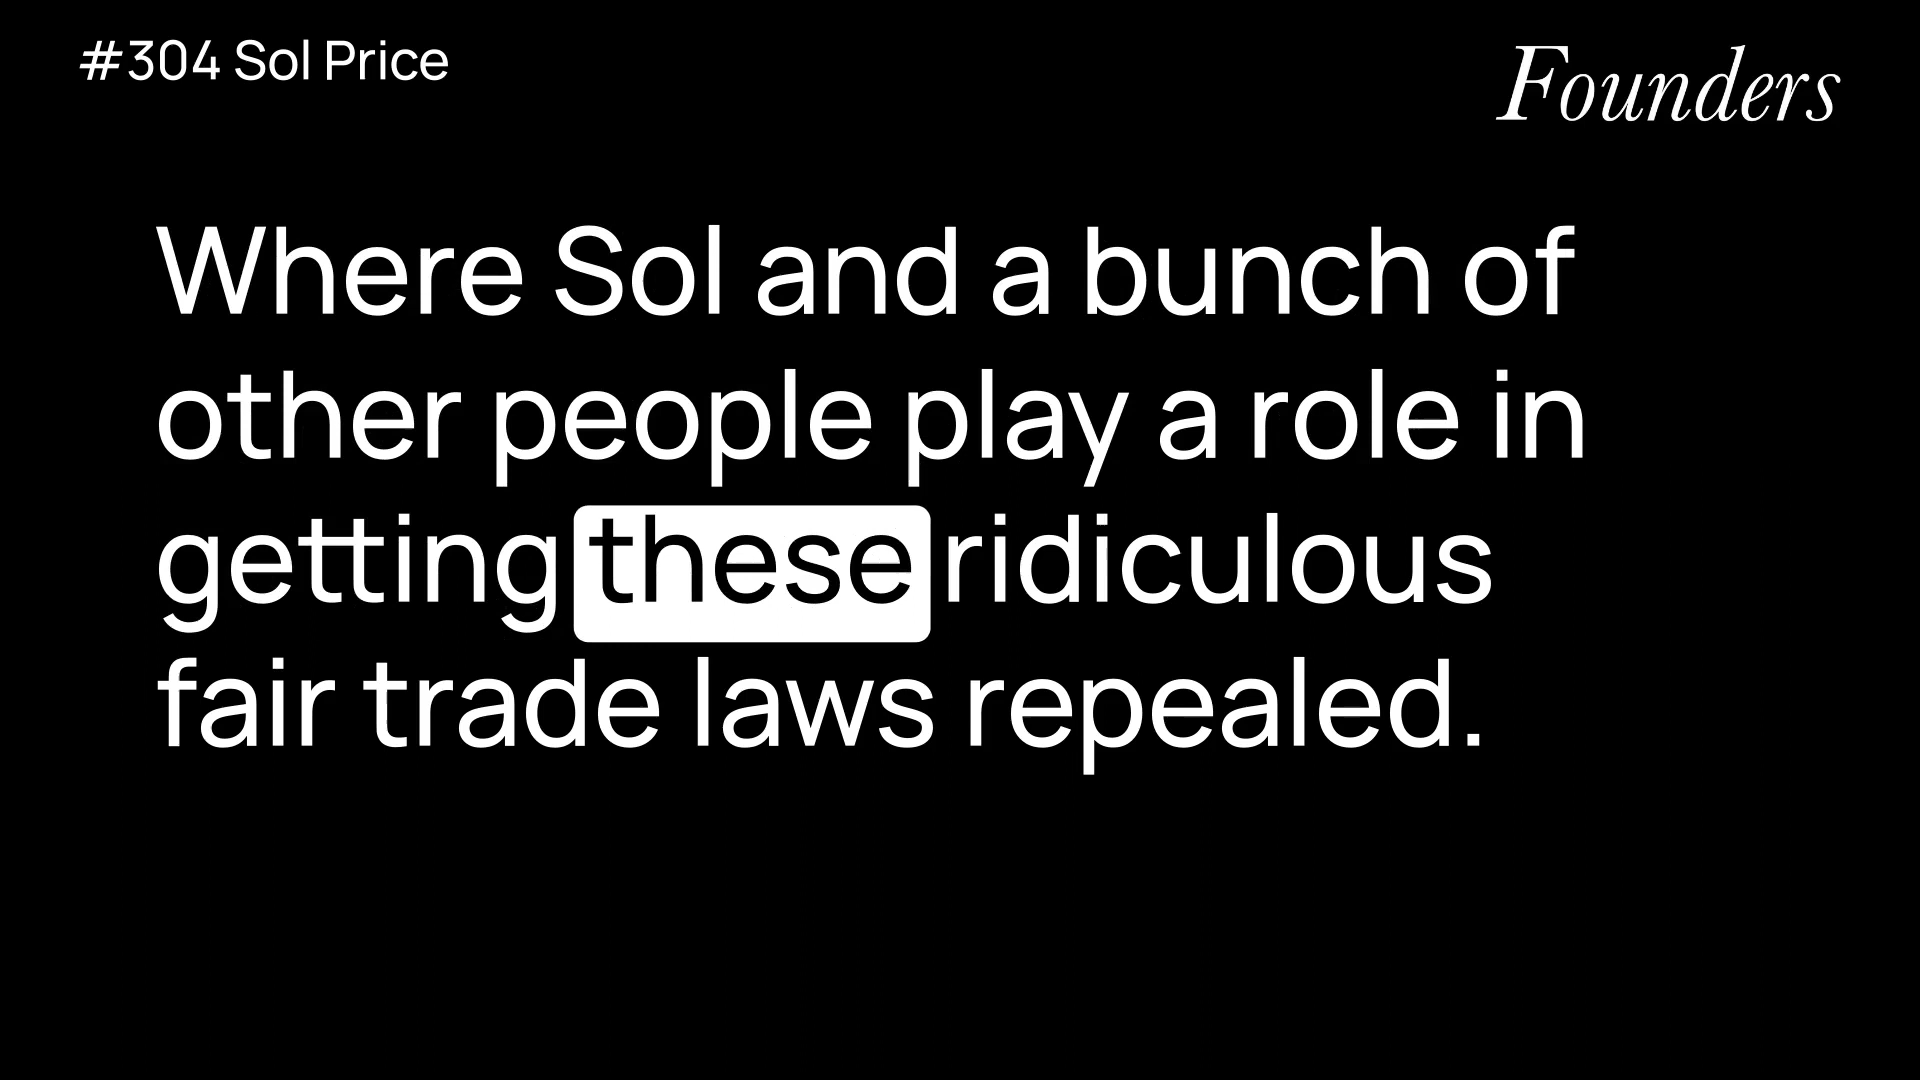 #304 Sol Price
Founders
Where Sol and a bunch of
other people play a role in
getting these ridiculous
fair trade laws repealed.